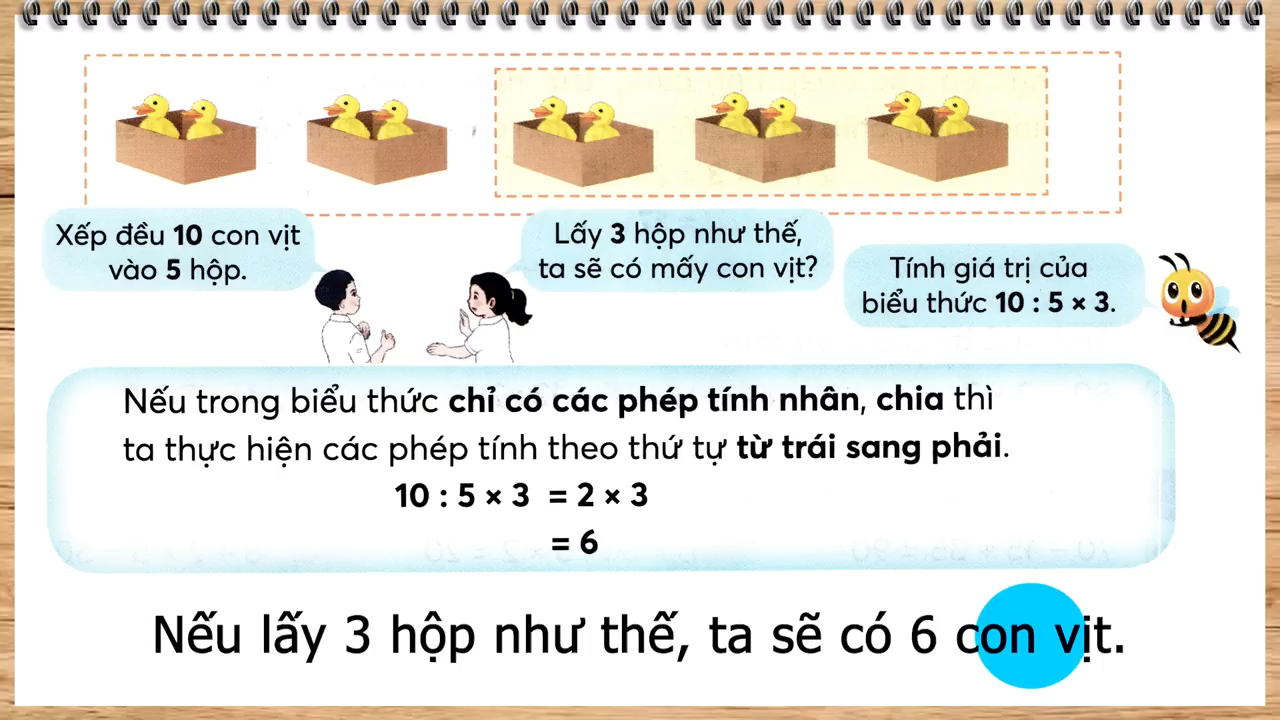 Xếp đều 10 con vịt
vào 5 hộp.
Lấy 3 hộp như thế,
ta sẽ có mấy con vịt?
Tính giá trị của
biểu thức 10 : 5 × 3.
Nếu trong biểu thức chỉ có các phép tính nhân, chia thì
ta thực hiện các phép tính theo thứ tự từ trái sang phải.
10 : 5 × 3 = 2 × 3
= 6
Nếu lấy 3 hộp như thế, ta sẽ có 6 con vịt.